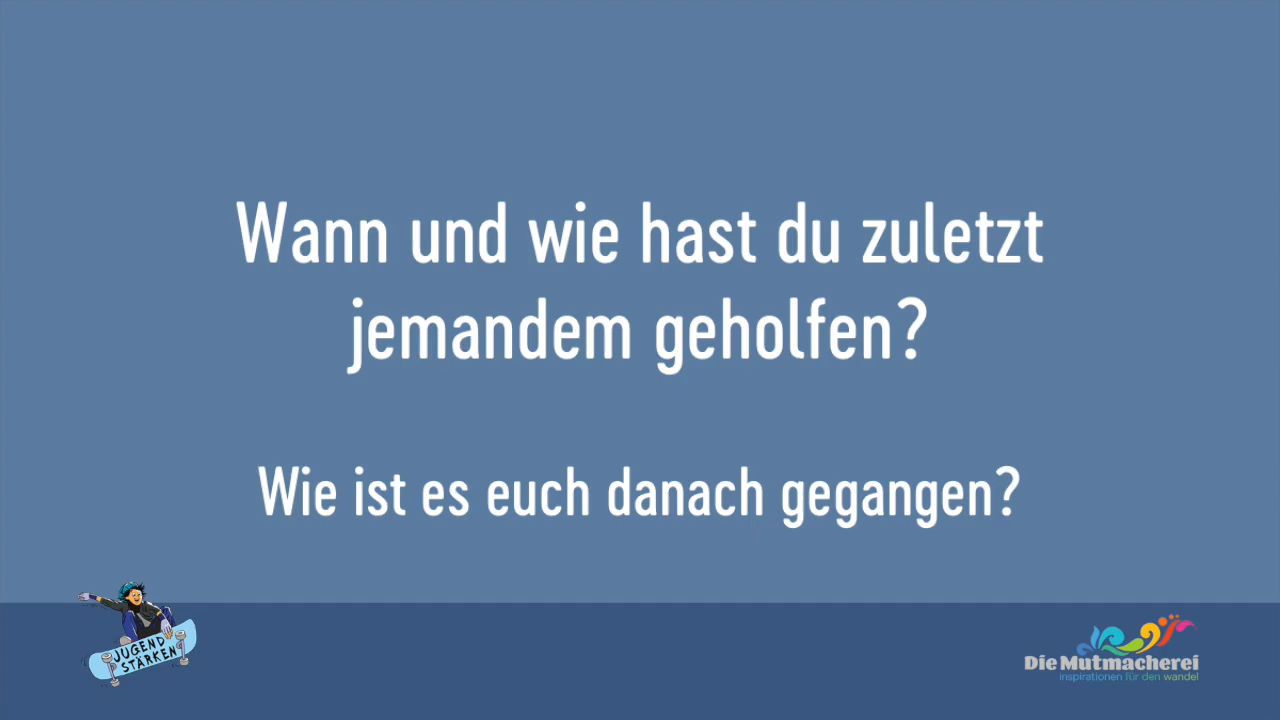 Wann und wie hast du zuletzt
jemandem geholfen?
Wie ist es euch danach gegangen?
JUGEND
STÄRKEN
Die Mutmacherei
inspirationen für den wandel